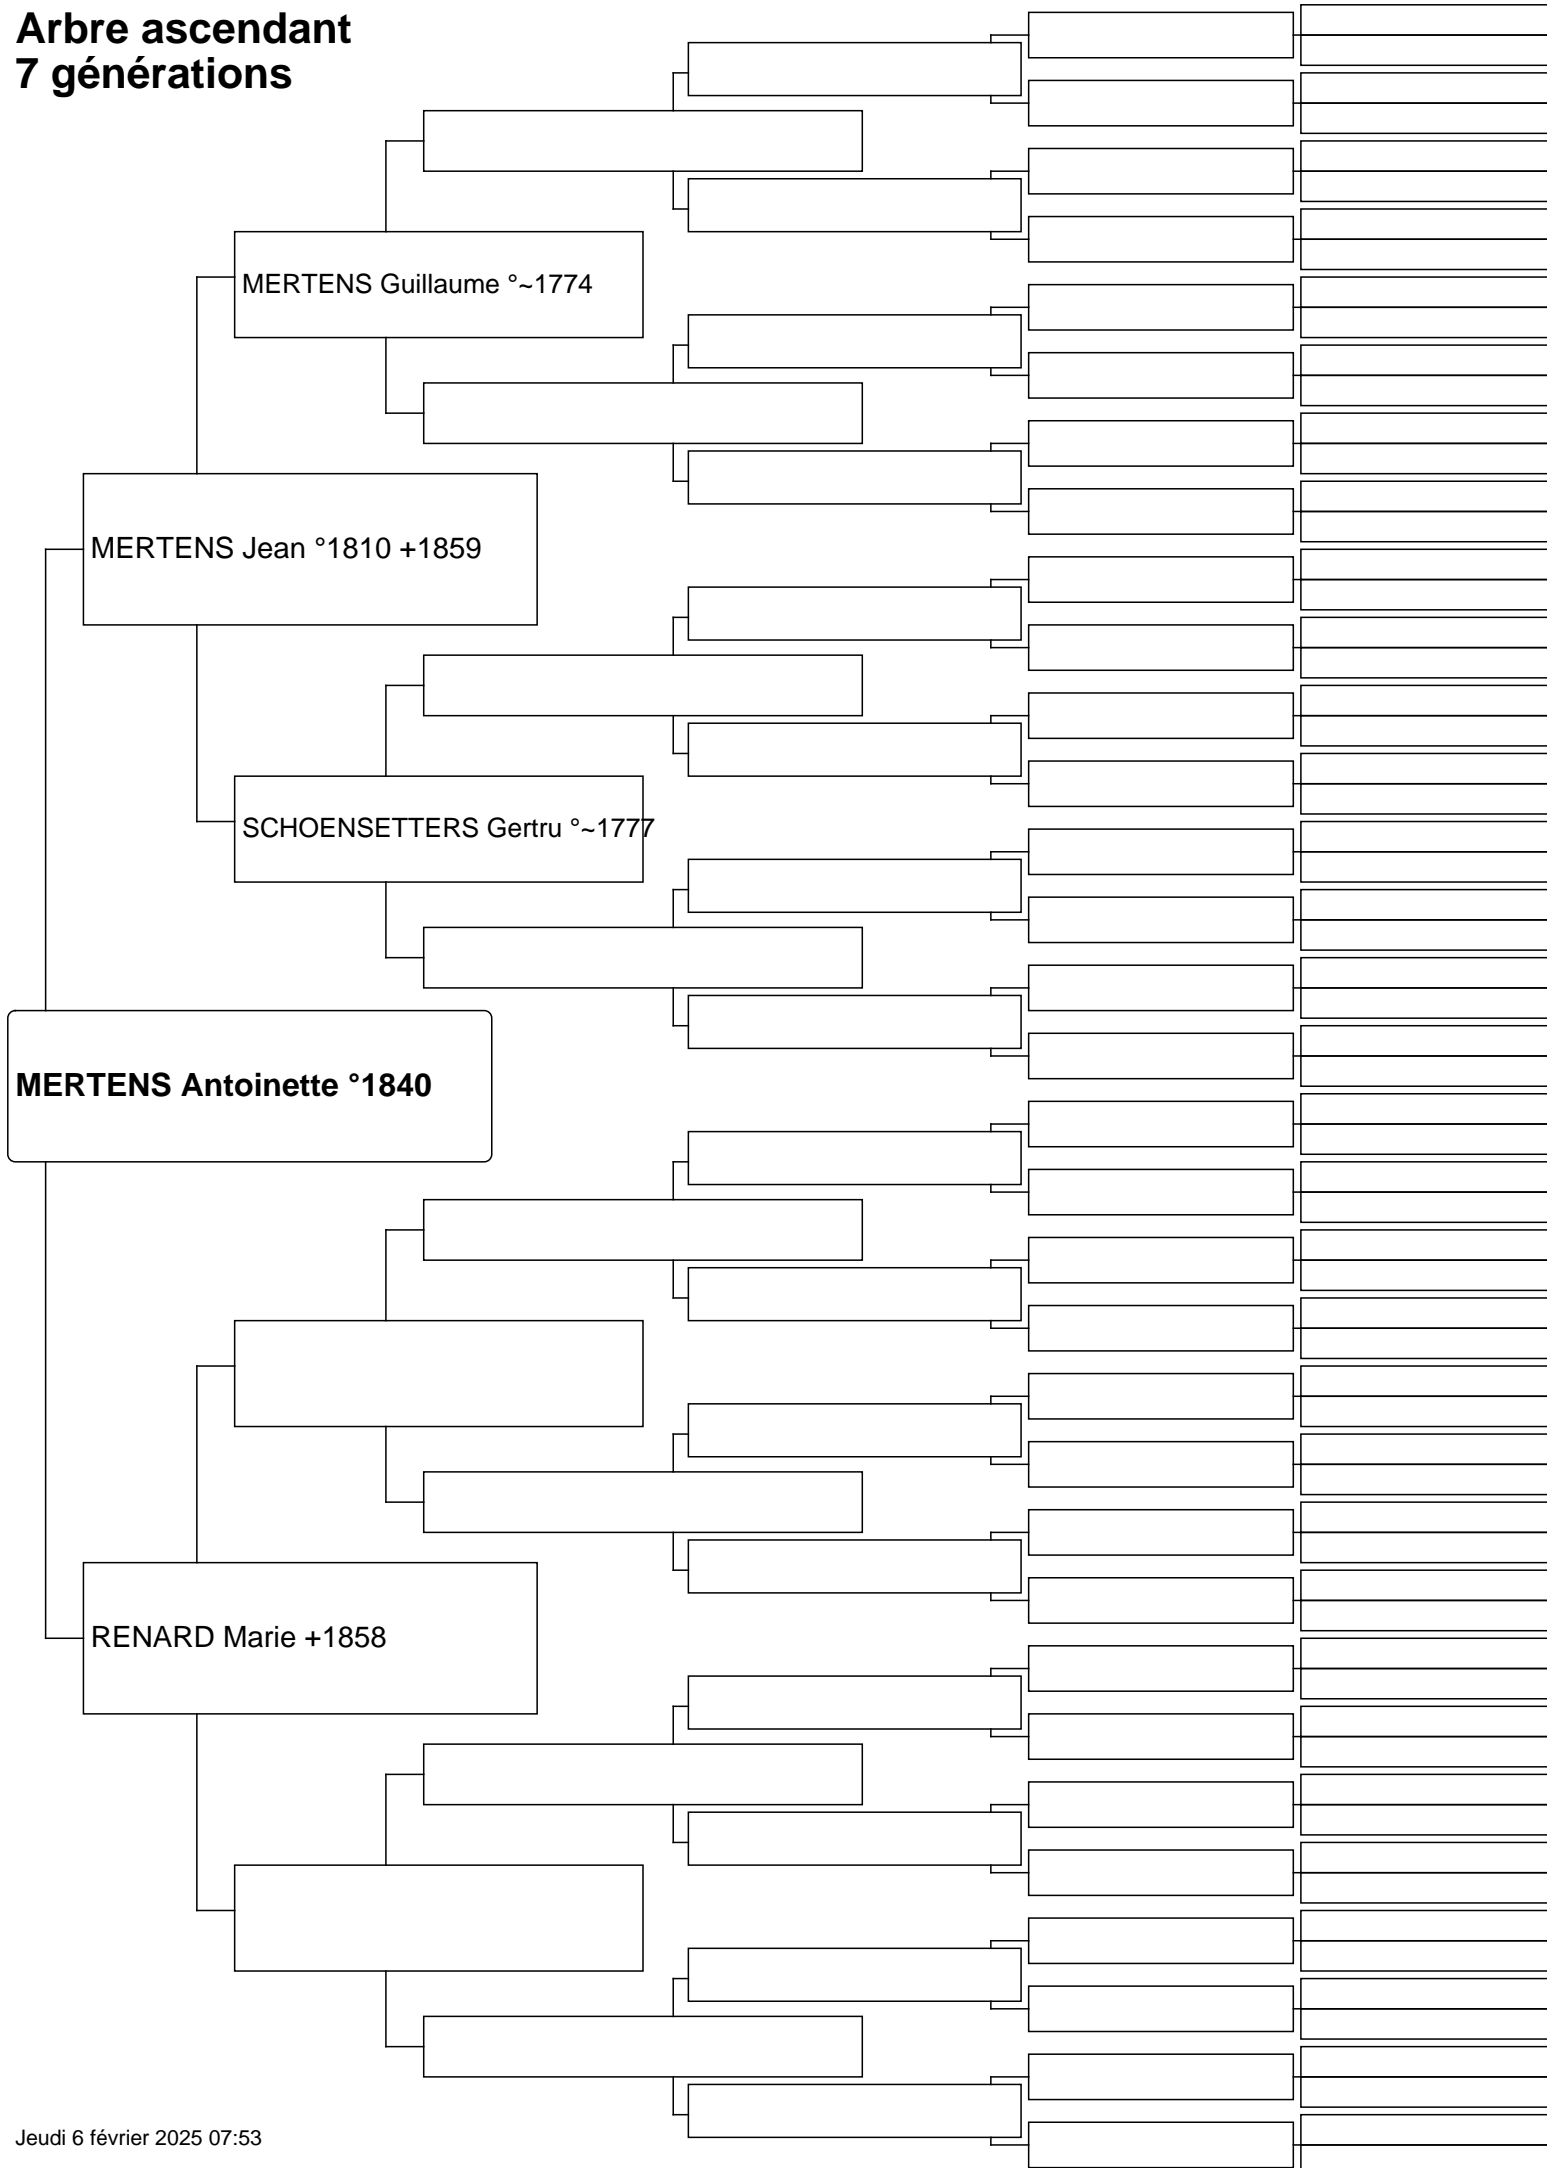 Arbre ascendant
7 générations
MERTENS Guillaume °~1774
MERTENS Jean °1810 +1859
SCHOENSETTERS Gertru °~1777
MERTENS Antoinette °1840
RENARD Marie +1858
Jeudi 6 février 2025 07:53